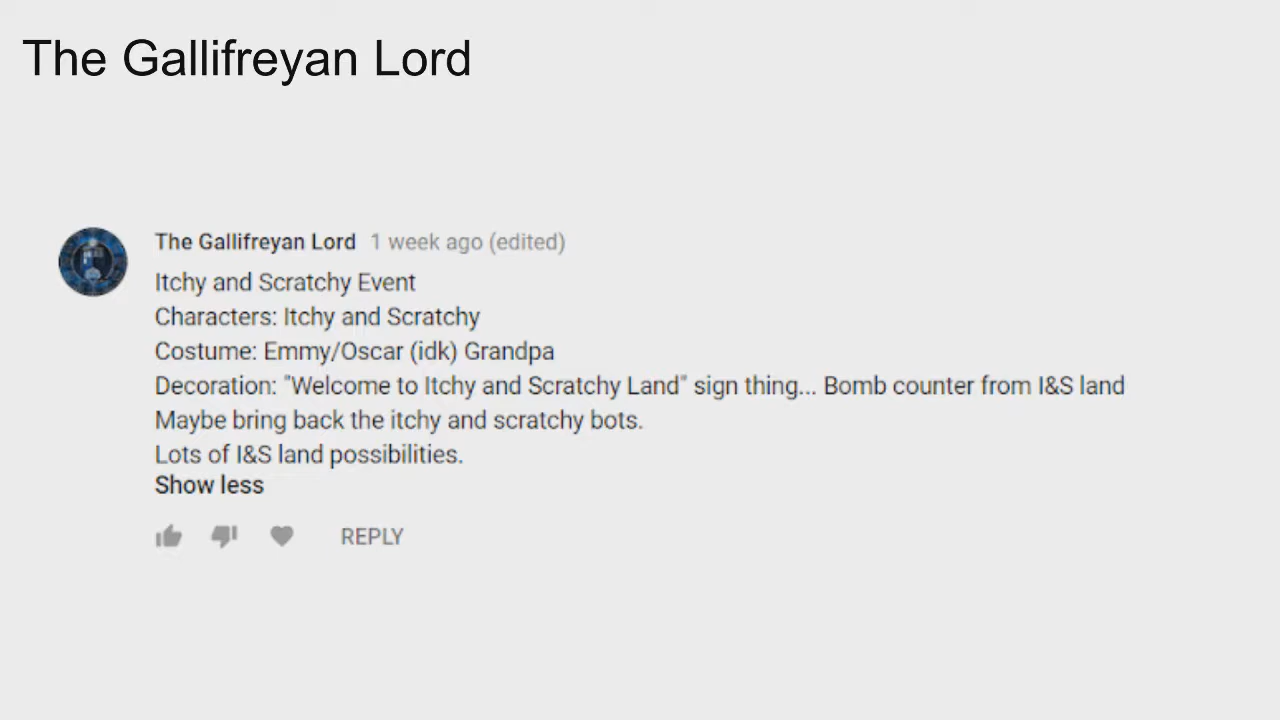 The Gallifreyan Lord
The Gallifreyan Lord 1 week ago (edited)
Itchy and Scratchy Event
Characters: Itchy and Scratchy
Costume: Emmy/Oscar (idk) Grandpa
Decoration: "Welcome to Itchy and Scratchy Land" sign thing... Bomb counter from I&S land
Maybe bring back the itchy and scratchy bots.
Lots of I&S land possibilities.
Show less
REPLY